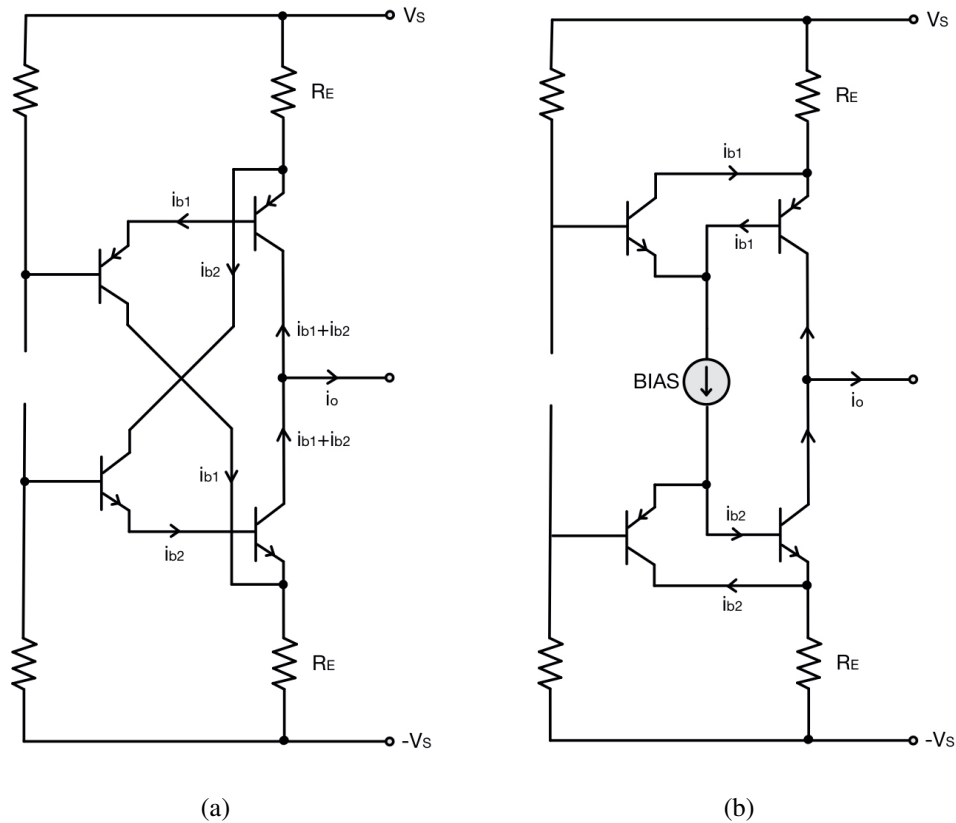 Vs
RE
ib1
ib2
ib1+ib2
io
ib1+ib2
ib1
ib2
RE
-Vs
(a)
Vs
RE
ib1
ib1
BIAS
io
ib2
ib2
RE
-Vs
(b)